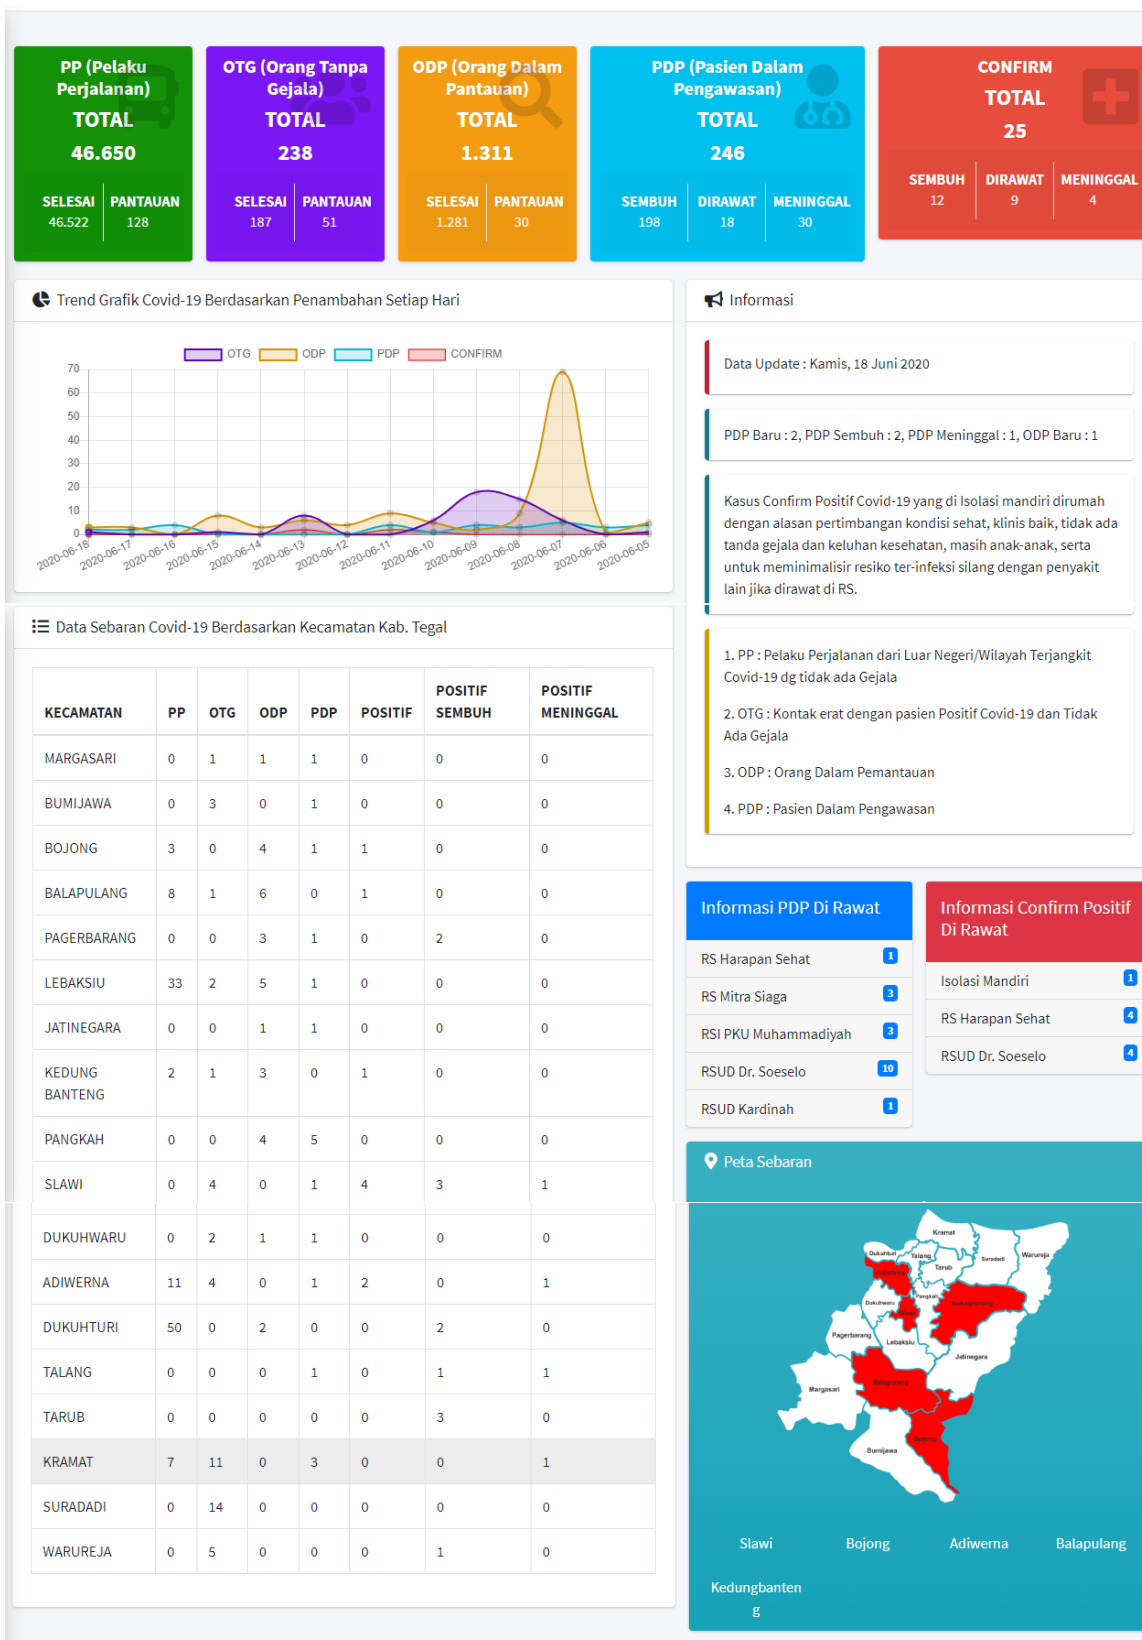 PP (Pelaku
Perjalanan)
TOTAL
46.650
SELESAI PANTAUAN
46.522 128
OTG (Orang Tanpa
Gejala)
TOTAL
238
SELESAI PANTAUAN
187 51
ODP (Orang Dalam
Pantauan)
TOTAL
1.311
SELESAI PANTAUAN
1.281 30
PDP (Pasien Dalam
Pengawasan)
TOTAL
246
SEMBUH DIRAWAT MENINGGAL
198 18 30
CONFIRM
TOTAL
25
SEMBUH DIRAWAT MENINGGAL
12 9 4
Trend Grafik Covid-19 Berdasarkan Penambahan Setiap Hari
OTG ODP PDP CONFIRM
70
60
50
40
30
20
10
0
2020-06-18 2020-06-17 2020-06-16 2020-06-15 2020-06-14 2020-06-13 2020-06-12 2020-06-11 2020-06-10 2020-06-09 2020-06-08 2020-06-07 2020-06-06 2020-06-05
Informasi
Data Update : Kamis, 18 Juni 2020
PDP Baru : 2, PDP Sembuh : 2, PDP Meninggal : 1, ODP Baru : 1
Kasus Confirm Positif Covid-19 yang di Isolasi mandiri dirumah
dengan alasan pertimbangan kondisi sehat, klinis baik, tidak ada
tanda gejala dan keluhan kesehatan, masih anak-anak, serta
untuk meminimalisir resiko ter-infeksi silang dengan penyakit
lain jika dirawat di RS.
1. PP : Pelaku Perjalanan dari Luar Negeri/Wilayah Terjangkit
Covid-19 dg tidak ada Gejala
2. OTG : Kontak erat dengan pasien Positif Covid-19 dan Tidak
Ada Gejala
3. ODP : Orang Dalam Pemantauan
4. PDP : Pasien Dalam Pengawasan
Data Sebaran Covid-19 Berdasarkan Kecamatan Kab. Tegal
KECAMATAN PP OTG ODP PDP POSITIF POSITIF SEMBUH POSITIF MENINGGAL
MARGASARI 0 1 1 1 0 0 0
BUMIJAWA 0 3 0 1 0 0 0
BOJONG 3 0 4 1 1 0 0
BALAPULANG 8 1 6 0 1 0 0
PAGERBARANG 0 0 3 1 0 2 0
LEBAKSIU 33 2 5 1 0 0 0
JATINEGARA 0 0 1 1 0 0 0
KEDUNG BANTENG 2 1 3 0 1 0 0
PANGKAH 0 0 4 5 0 0 0
SLAWI 0 4 0 1 4 3 1
DUKUHWARU 0 2 1 1 0 0 0
ADIWERNA 11 4 0 1 2 0 1
DUKUHTURI 50 0 2 0 0 2 0
TALANG 0 0 0 1 0 1 1
TARUB 0 0 0 0 0 3 0
KRAMAT 7 11 0 3 0 0 1
SURADADI 0 14 0 0 0 0 0
WARUREJA 0 5 0 0 0 1 0
Informasi PDP Di Rawat
RS Harapan Sehat 1
RS Mitra Siaga 3
RSI PKU Muhammadiyah 3
RSUD Dr. Soeselo 10
RSUD Kardinah 1
Informasi Confirm Positif
Di Rawat
Isolasi Mandiri 1
RS Harapan Sehat 4
RSUD Dr. Soeselo 4
Peta Sebaran
Kramat
Dukuhturi
Talang
Suradadi
Warureja
Tarub
Adiwerna
Pangkah
Dukuhwaru
Pagerbarang
Lebaksiu
Jatinegara
Balapulang
Margasari
Bojong
Bumijawa
Slawi Bojong Adiwerna Balapulang
Kedungbanten
g